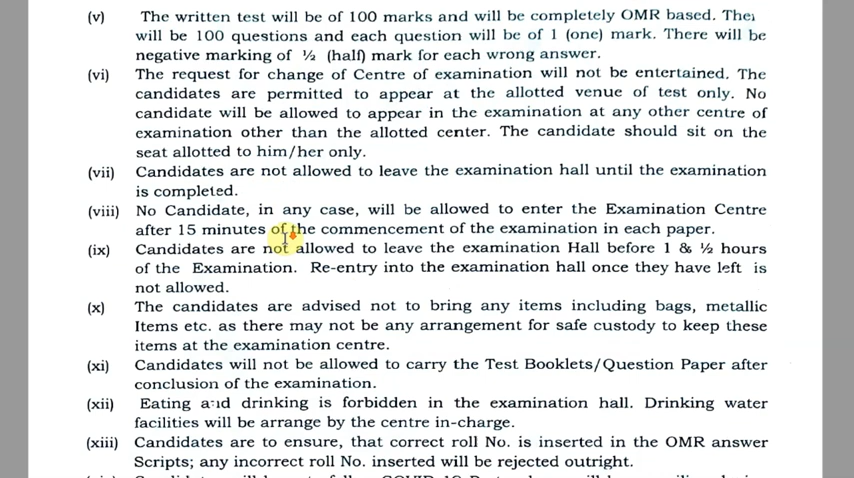 (v) The written test will be of 100 marks and will be completely OMR based.
will be 100 questions and each question will be of 1 (one) mark. There will be
negative marking of ½ (half) mark for each wrong answer.
(vi) The request for change of Centre of examination will not be entertained. The
candidates are permitted to appear at the allotted venue of test only. No
candidate will be allowed to appear in the examination at any other centre of
examination other than the allotted center. The candidate should sit on the
seat allotted to him/her only.
(vii) Candidates are not allowed to leave the examination hall until the examination
is completed.
(viii) No Candidate, in any case, will be allowed to enter the Examination Centre
after 15 minutes of the commencement of the examination in each paper.
(ix) Candidates are not allowed to leave the examination Hall before 1 & ½ hours
of the Examination. Re-entry into the examination hall once they have left is
not allowed.
(x) The candidates are advised not to bring any items including bags, metallic
Items etc. as there may not be any arrangement for safe custody to keep these
items at the examination centre.
(xi) Candidates will not be allowed to carry the Test Booklets/Question Paper after
conclusion of the examination.
(xii) Eating and drinking is forbidden in the examination hall. Drinking water
facilities will be arrange by the centre in-charge.
(xiii) Candidates are to ensure, that correct roll No. is inserted in the OMR answer
Scripts; any incorrect roll No. inserted will be rejected outright.